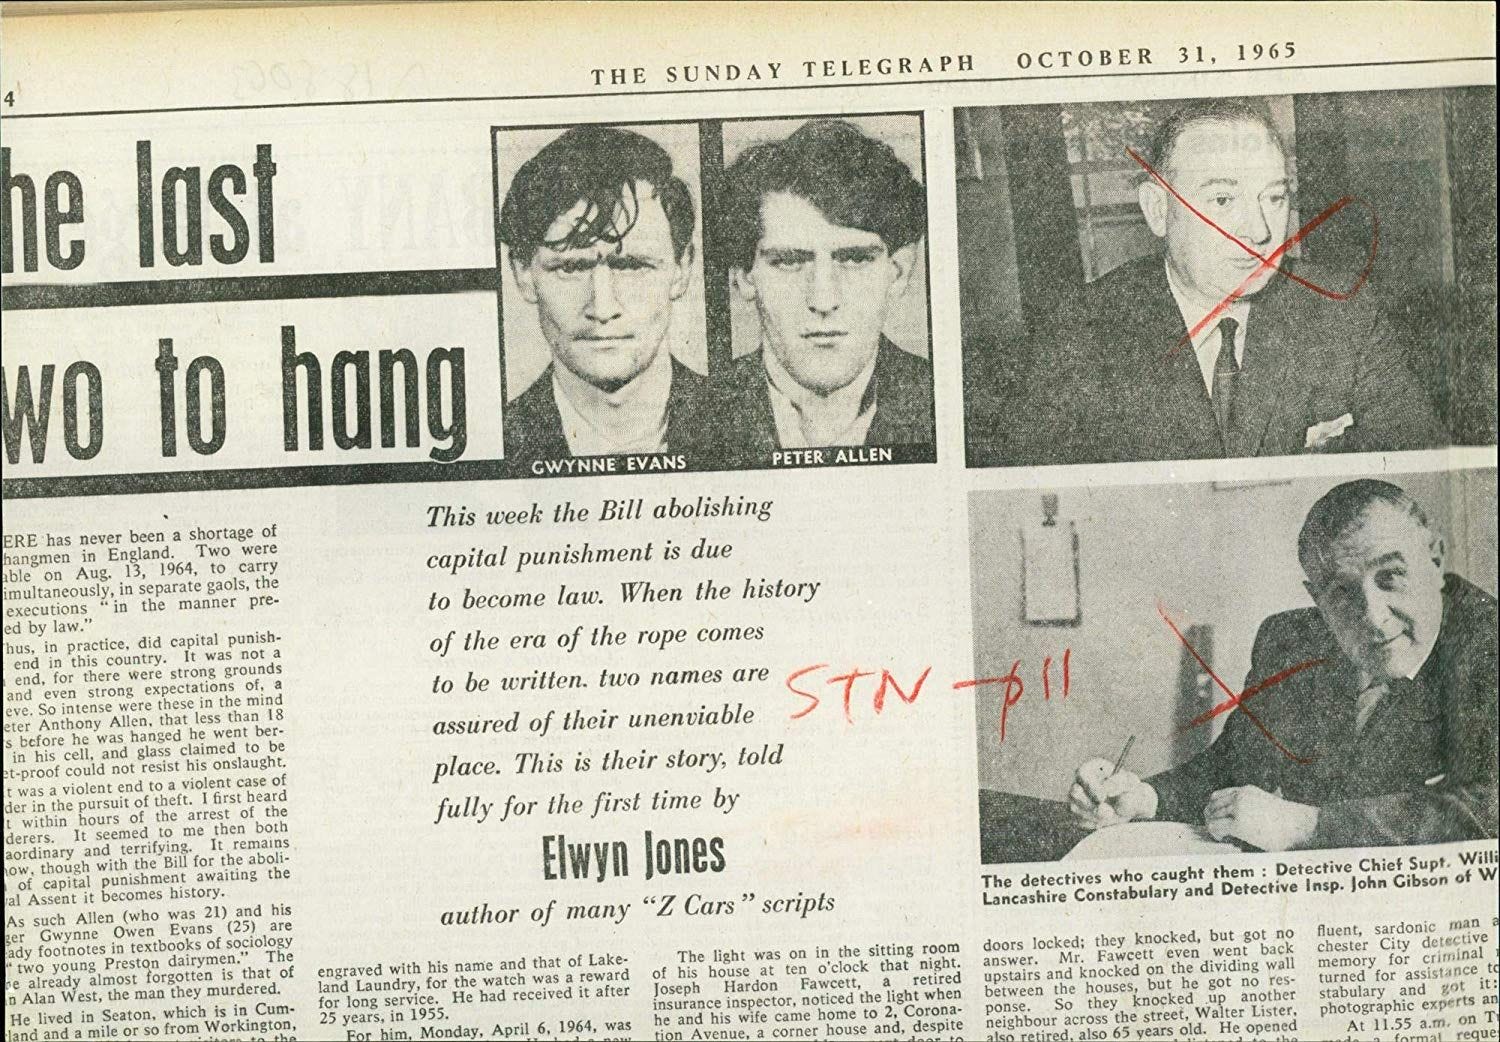 4
THE SUNDAY TELEGRAPH OCTOBER 31, 1965
he last
wo to hang
GWYNNE EVANS
PETER ALLEN
This week the Bill abolishing
capital punishment is due
to become law. When the history
of the era of the rope comes
to be written. two names are
assured of their unenviable
place. This is their story, told
fully for the first time by
Elwyn Jones
author of many "Z Cars" scripts
STN - p11
The detectives who caught them : Detective Chief Supt. Willi
Lancashire Constabulary and Detective Insp. John Gibson of W
ERE has never been a shortage of
hangmen in England. Two were
able on Aug. 13, 1964, to carry
imultaneously, in separate gaols, the
executions "in the manner pre-
ed by law."
hus, in practice, did capital punish-
end in this country. It was not a
end, for there were strong grounds
and even strong expectations of, a
eve. So intense were these in the mind
eter Anthony Allen, that less than 18
s before he was hanged he went ber-
in his cell, and glass claimed to be
et-proof could not resist his onslaught.
t was a violent end to a violent case of
der in the pursuit of theft. I first heard
t within hours of the arrest of the
derers. It seemed to me then both
aordinary and terrifying. It remains
now, though with the Bill for the aboli-
of capital punishment awaiting the
al Assent it becomes history.
As such Allen (who was 21) and his
ger Gwynne Owen Evans (25) are
ady footnotes in textbooks of sociology
"two young Preston dairymen." The
e already almost forgotten is that of
n Alan West, the man they murdered.
He lived in Seaton, which is in Cum-
land and a mile or so from Workington,
to the
engraved with his name and that of Lake-
land Laundry, for the watch was a reward
for long service. He had received it after
25 years, in 1955.
For him, Monday, April 6, 1964, was
The light was on in the sitting room
of his house at ten o'clock that night.
Joseph Hardon Fawcett, a retired
insurance inspector, noticed the light when
he and his wife came home to 2, Corona-
tion Avenue, a corner house and, despite
doors locked; they knocked, but got no
answer. Mr. Fawcett even went back
upstairs and knocked on the dividing wall
between the houses, but he got no res-
ponse. So they knocked up another
neighbour across the street, Walter Lister,
also retired, also 65 years old. He opened
fluent, sardonic man a
chester City detective
memory for criminal
turned for assistance to
stabulary and got it:
photographic experts an
At 11.55 a.m. on T
formal reque